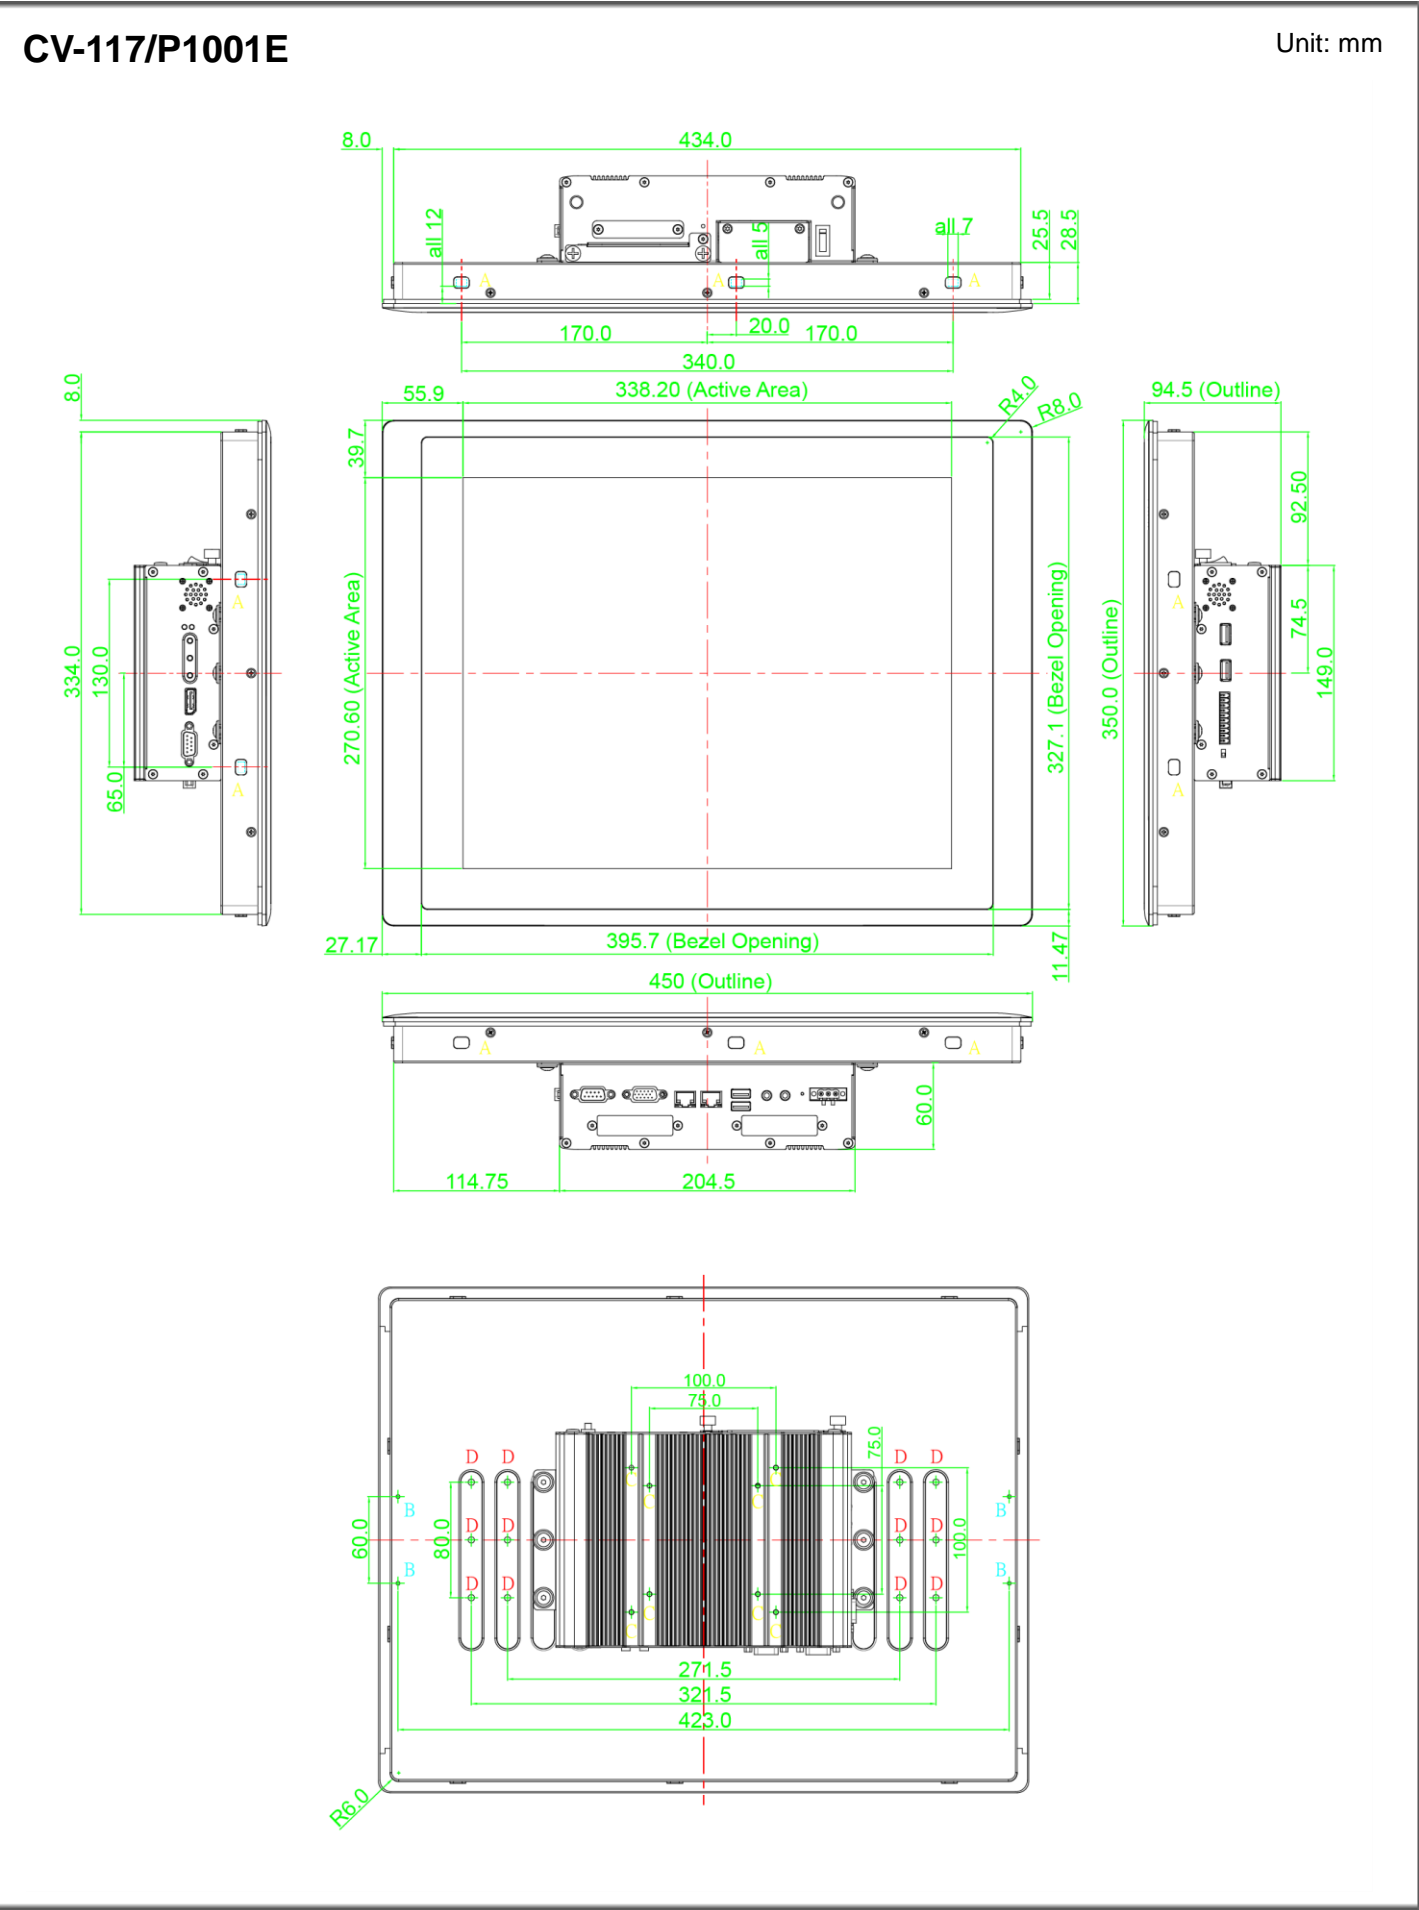 CV-117/P1001E
Unit: mm
8.0
434.0
all 12
all 5
all 7
25.5
28.5
A
A
A
170.0
20.0
170.0
340.0
8.0
55.9
338.20 (Active Area)
R4.0
R8.0
94.5 (Outline)
39.7
92.50
270.60 (Active Area)
327.1 (Bezel Opening)
350.0 (Outline)
74.5
149.0
334.0
130.0
65.0
A
A
A
A
27.17
395.7 (Bezel Opening)
11.47
450 (Outline)
A
A
A
60.0
114.75
204.5
100.0
75.0
75.0
D
D
D
D
C
C
C
C
B
B
60.0
80.0
D
D
D
D
100.0
B
B
D
D
D
D
C
C
C
C
271.5
321.5
423.0
R6.0